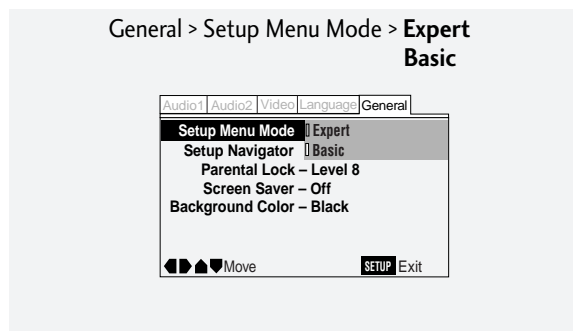 General > Setup Menu Mode > Expert
Basic
Audio1 Audio2 Video Language General
Setup Menu Mode Expert
Setup Navigator Basic
Parental Lock – Level 8
Screen Saver – Off
Background Color – Black
Move SETUP Exit